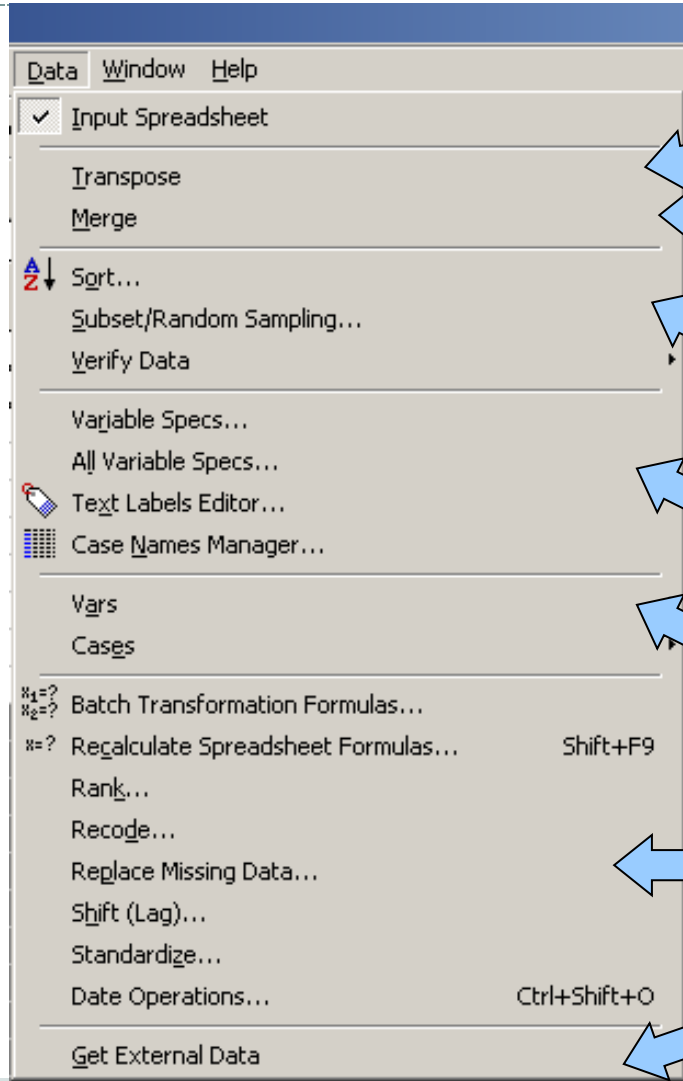 Data Window Help
Input Spreadsheet
Transpose
Merge
A Z Sort...
Subset/Random Sampling...
Verify Data
Variable Specs...
All Variable Specs...
Text Labels Editor...
Case Names Manager...
Vars
Cases
x1=? x2=? Batch Transformation Formulas...
x=? Recalculate Spreadsheet Formulas... Shift+F9
Rank...
Recode...
Replace Missing Data...
Shift (Lag)...
Standardize...
Date Operations... Ctrl+Shift+O
Get External Data